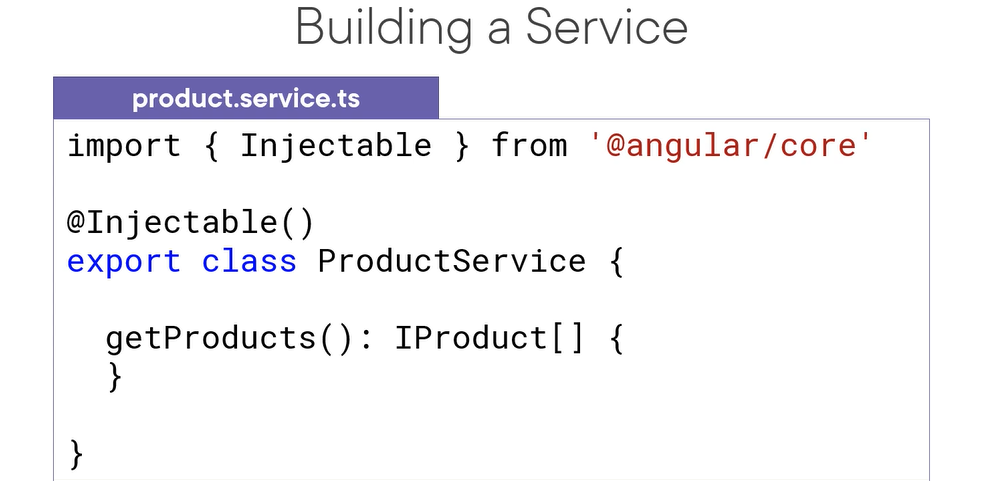 Building a Service
product.service.ts
import { Injectable } from '@angular/core'
@Injectable()
export class ProductService {
getProducts(): IProduct[] {
}
}